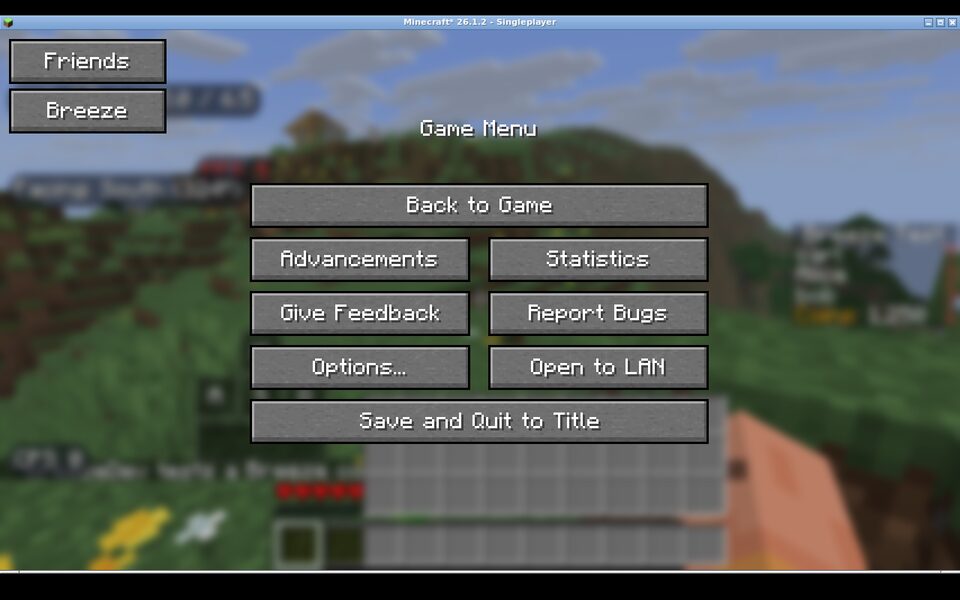 Minecraft* 26.1.2 - Singleplayer
Friends
Breeze
Game Menu
Back to Game
Advancements
Statistics
Give Feedback
Report Bugs
Options...
Open to LAN
Save and Quit to Title